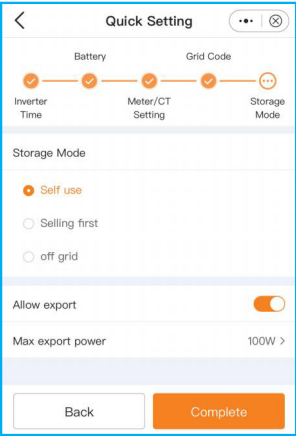 Quick Setting
Battery
Grid Code
Inverter
Time
Meter/CT
Setting
Storage
Mode
Storage Mode
Self use
Selling first
off grid
Allow export
Max export power
100W >
Back
Complete